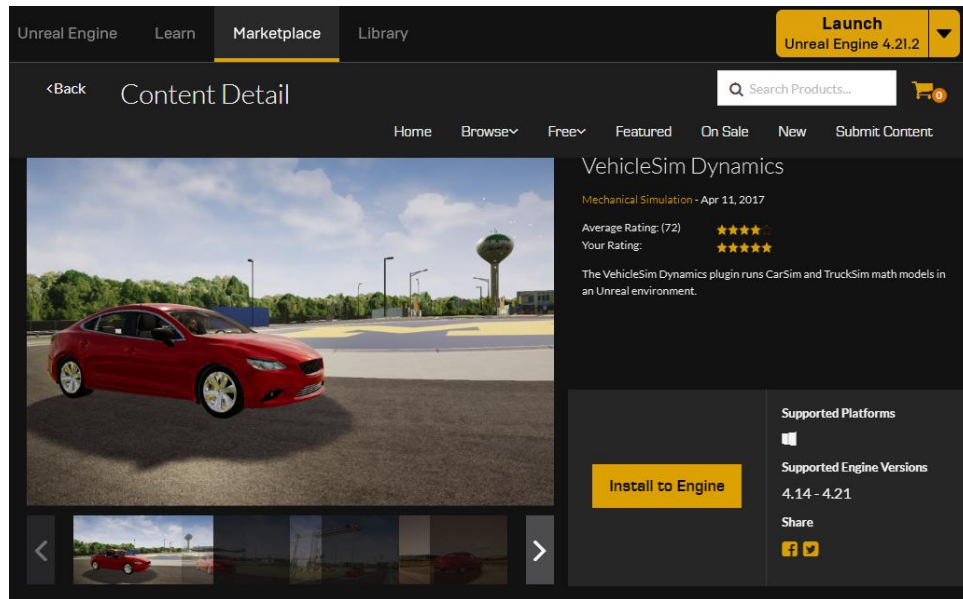 Unreal Engine Learn Marketplace Library
Launch
Unreal Engine 4.21.2
<Back Content Detail
Search Products...
0
Home Browse Free Featured On Sale New Submit Content
VehicleSim Dynamics
Mechanical Simulation - Apr 11, 2017
Average Rating: (72)
Your Rating:
The VehicleSim Dynamics plugin runs CarSim and TruckSim math models in
an Unreal environment.
Supported Platforms
Install to Engine
Supported Engine Versions
4.14 - 4.21
Share